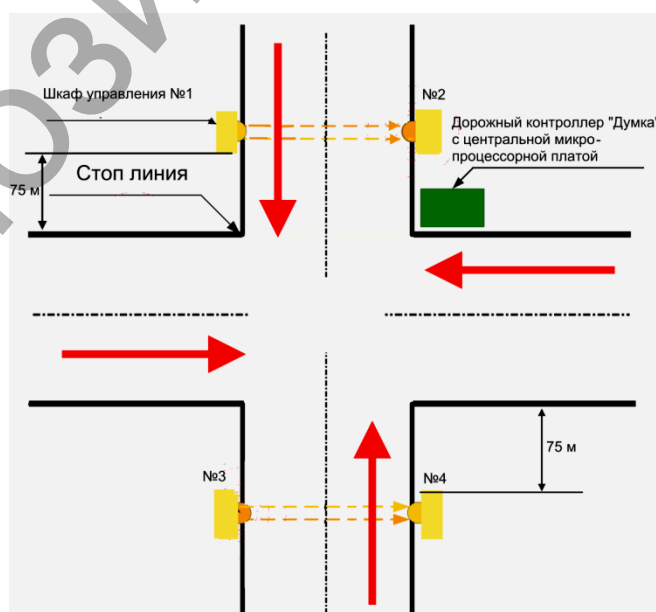 Шкаф управления №1
№2
Дорожный контроллер "Думка"
с центральной микро-
процессорной платой
Стоп линия
75 м
75 м
№3
№4